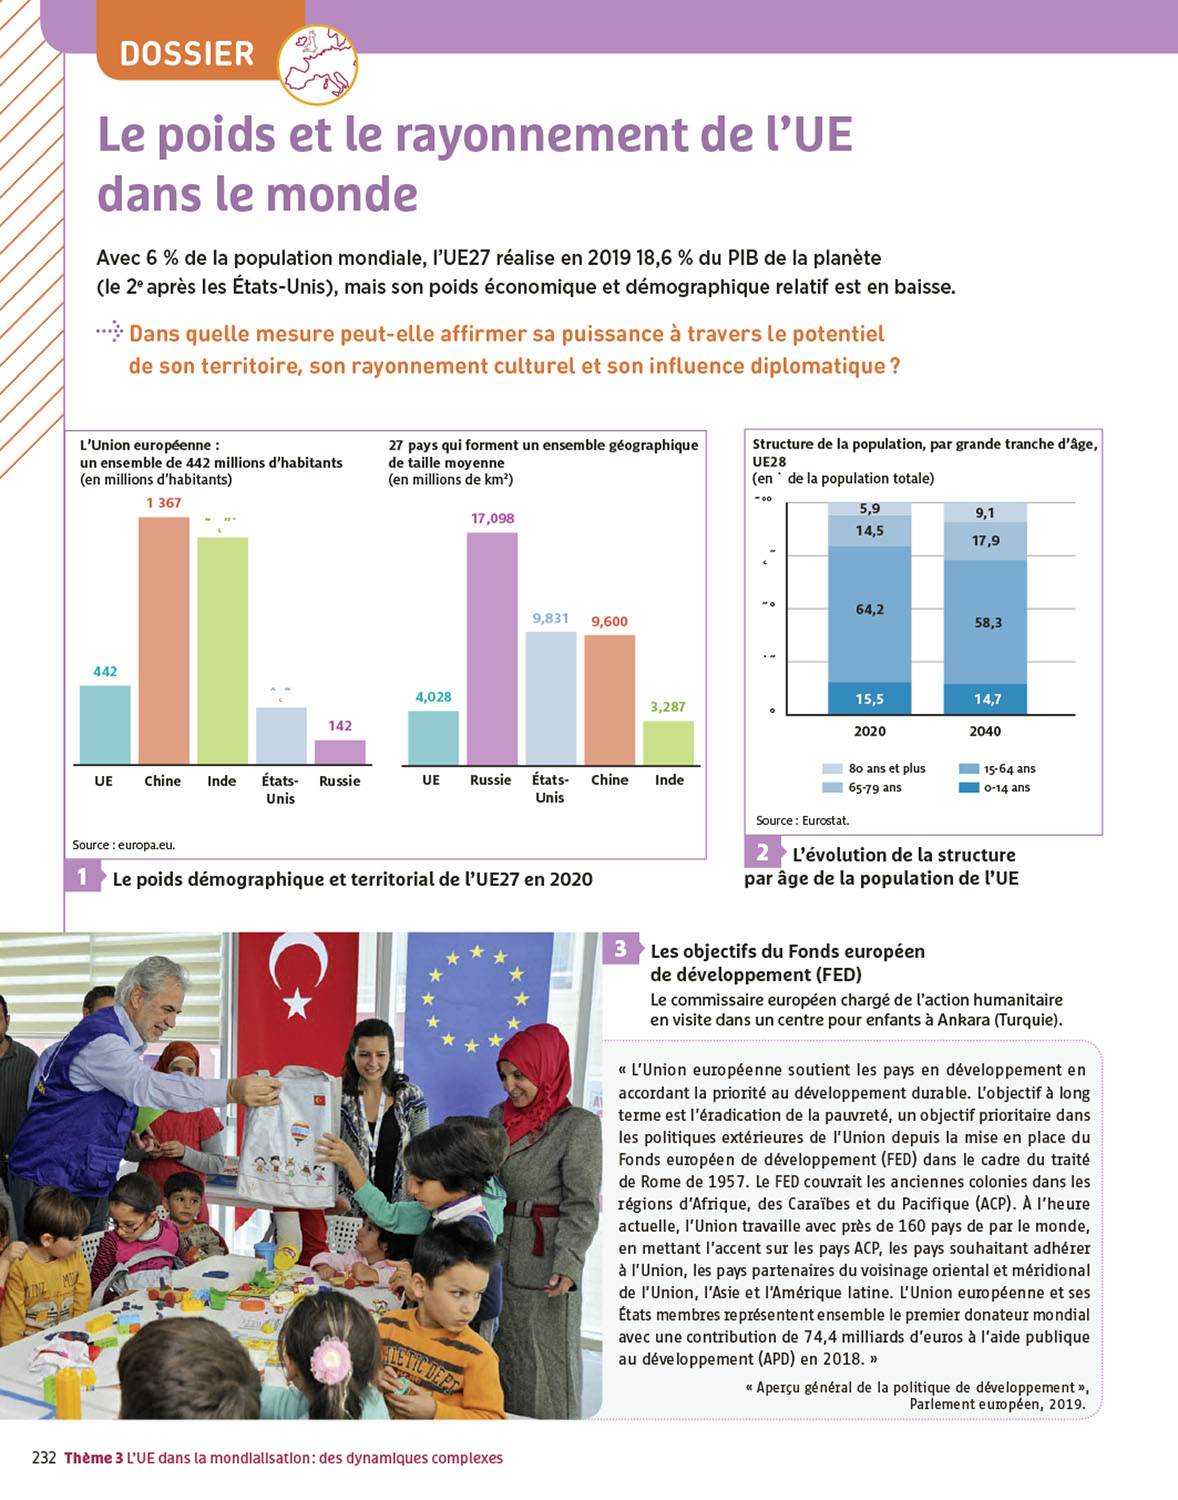 DOSSIER
Le poids et le rayonnement de l'UE
dans le monde
Avec 6 % de la population mondiale, l'UE27 réalise en 2019 18,6 % du PIB de la planète
(le 2e après les États-Unis), mais son poids économique et démographique relatif est en baisse.
Dans quelle mesure peut-elle affirmer sa puissance à travers le potentiel
de son territoire, son rayonnement culturel et son influence diplomatique ?
L'Union européenne :
un ensemble de 442 millions d'habitants
(en millions d'habitants)
1 367
442
142
UE Chine Inde États-Unis Russie
27 pays qui forment un ensemble géographique
de taille moyenne
(en millions de km²)
17,098
9,831
9,600
4,028
3,287
UE Russie États-Unis Chine Inde
Source : europa.eu.
1 Le poids démographique et territorial de l'UE27 en 2020
Structure de la population, par grande tranche d'âge,
UE28
(en de la population totale)
5,9 9,1
14,5 17,9
64,2 58,3
15,5 14,7
0
2020 2040
80 ans et plus 15-64 ans
65-79 ans 0-14 ans
Source : Eurostat.
2 L'évolution de la structure
par âge de la population de l'UE
3 Les objectifs du Fonds européen
de développement (FED)
Le commissaire européen chargé de l'action humanitaire
en visite dans un centre pour enfants à Ankara (Turquie).
« L'Union européenne soutient les pays en développement en
accordant la priorité au développement durable. L'objectif à long
terme est l'éradication de la pauvreté, un objectif prioritaire dans
les politiques extérieures de l'Union depuis la mise en place du
Fonds européen de développement (FED) dans le cadre du traité
de Rome de 1957. Le FED couvrait les anciennes colonies dans les
régions d'Afrique, des Caraïbes et du Pacifique (ACP). À l'heure
actuelle, l'Union travaille avec près de 160 pays de par le monde,
en mettant l'accent sur les pays ACP, les pays souhaitant adhérer
à l'Union, les pays partenaires du voisinage oriental et méridional
de l'Union, l'Asie et l'Amérique latine. L'Union européenne et ses
États membres représentent ensemble le premier donateur mondial
avec une contribution de 74,4 milliards d'euros à l'aide publique
au développement (APD) en 2018. »
« Aperçu général de la politique de développement »,
Parlement européen, 2019.
232 Thème 3 L'UE dans la mondialisation : des dynamiques complexes